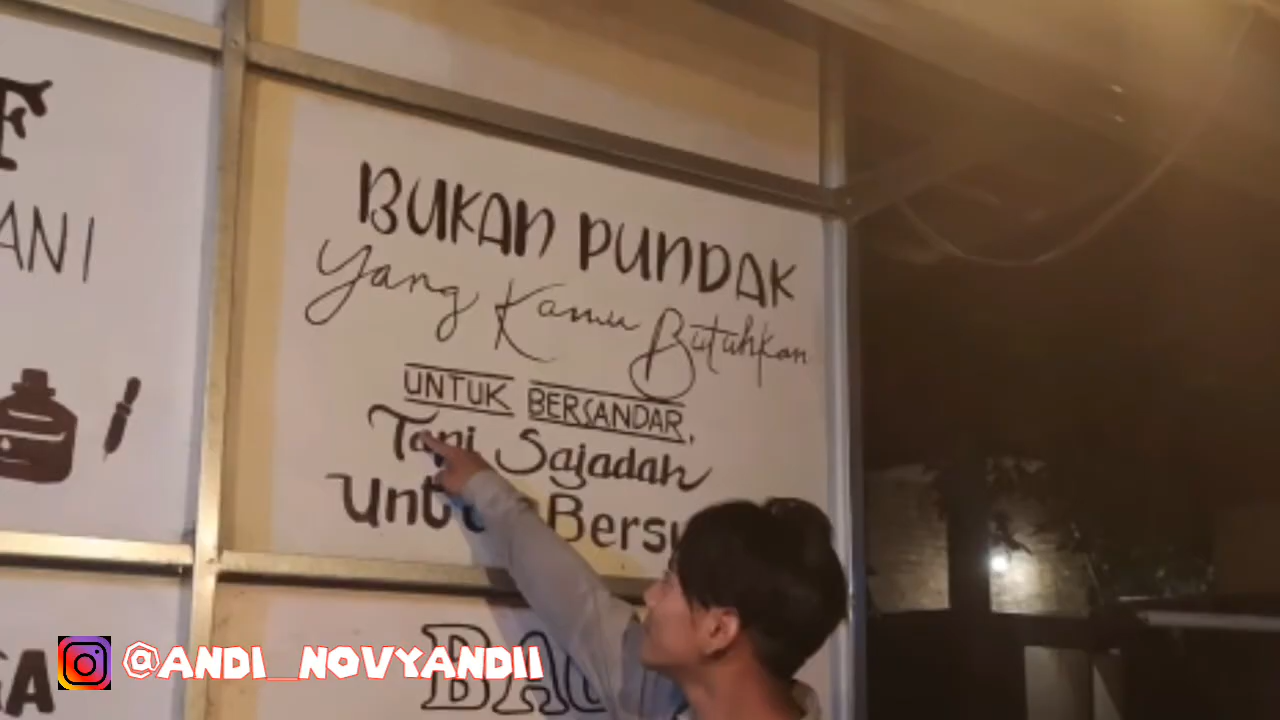 BUKAN PUNDAK
Yang Kamu Butuhkan
UNTUK BERSANDAR,
Tapi Sajadah
ANI
@ANDI_NOVYANDII